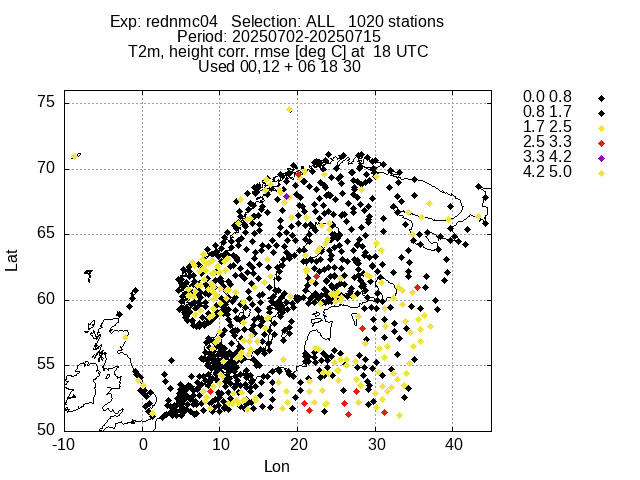 Exp: rednmc04   Selection: ALL   1020 stations
Period: 20250702-20250715
T2m, height corr. rmse [deg C] at  18 UTC
Used 00,12 + 06 18 30
0.0 0.8
0.8 1.7
1.7 2.5
2.5 3.3
3.3 4.2
4.2 5.0
75
70
65
60
55
50
Lat
-10 0 10 20 30 40
Lon